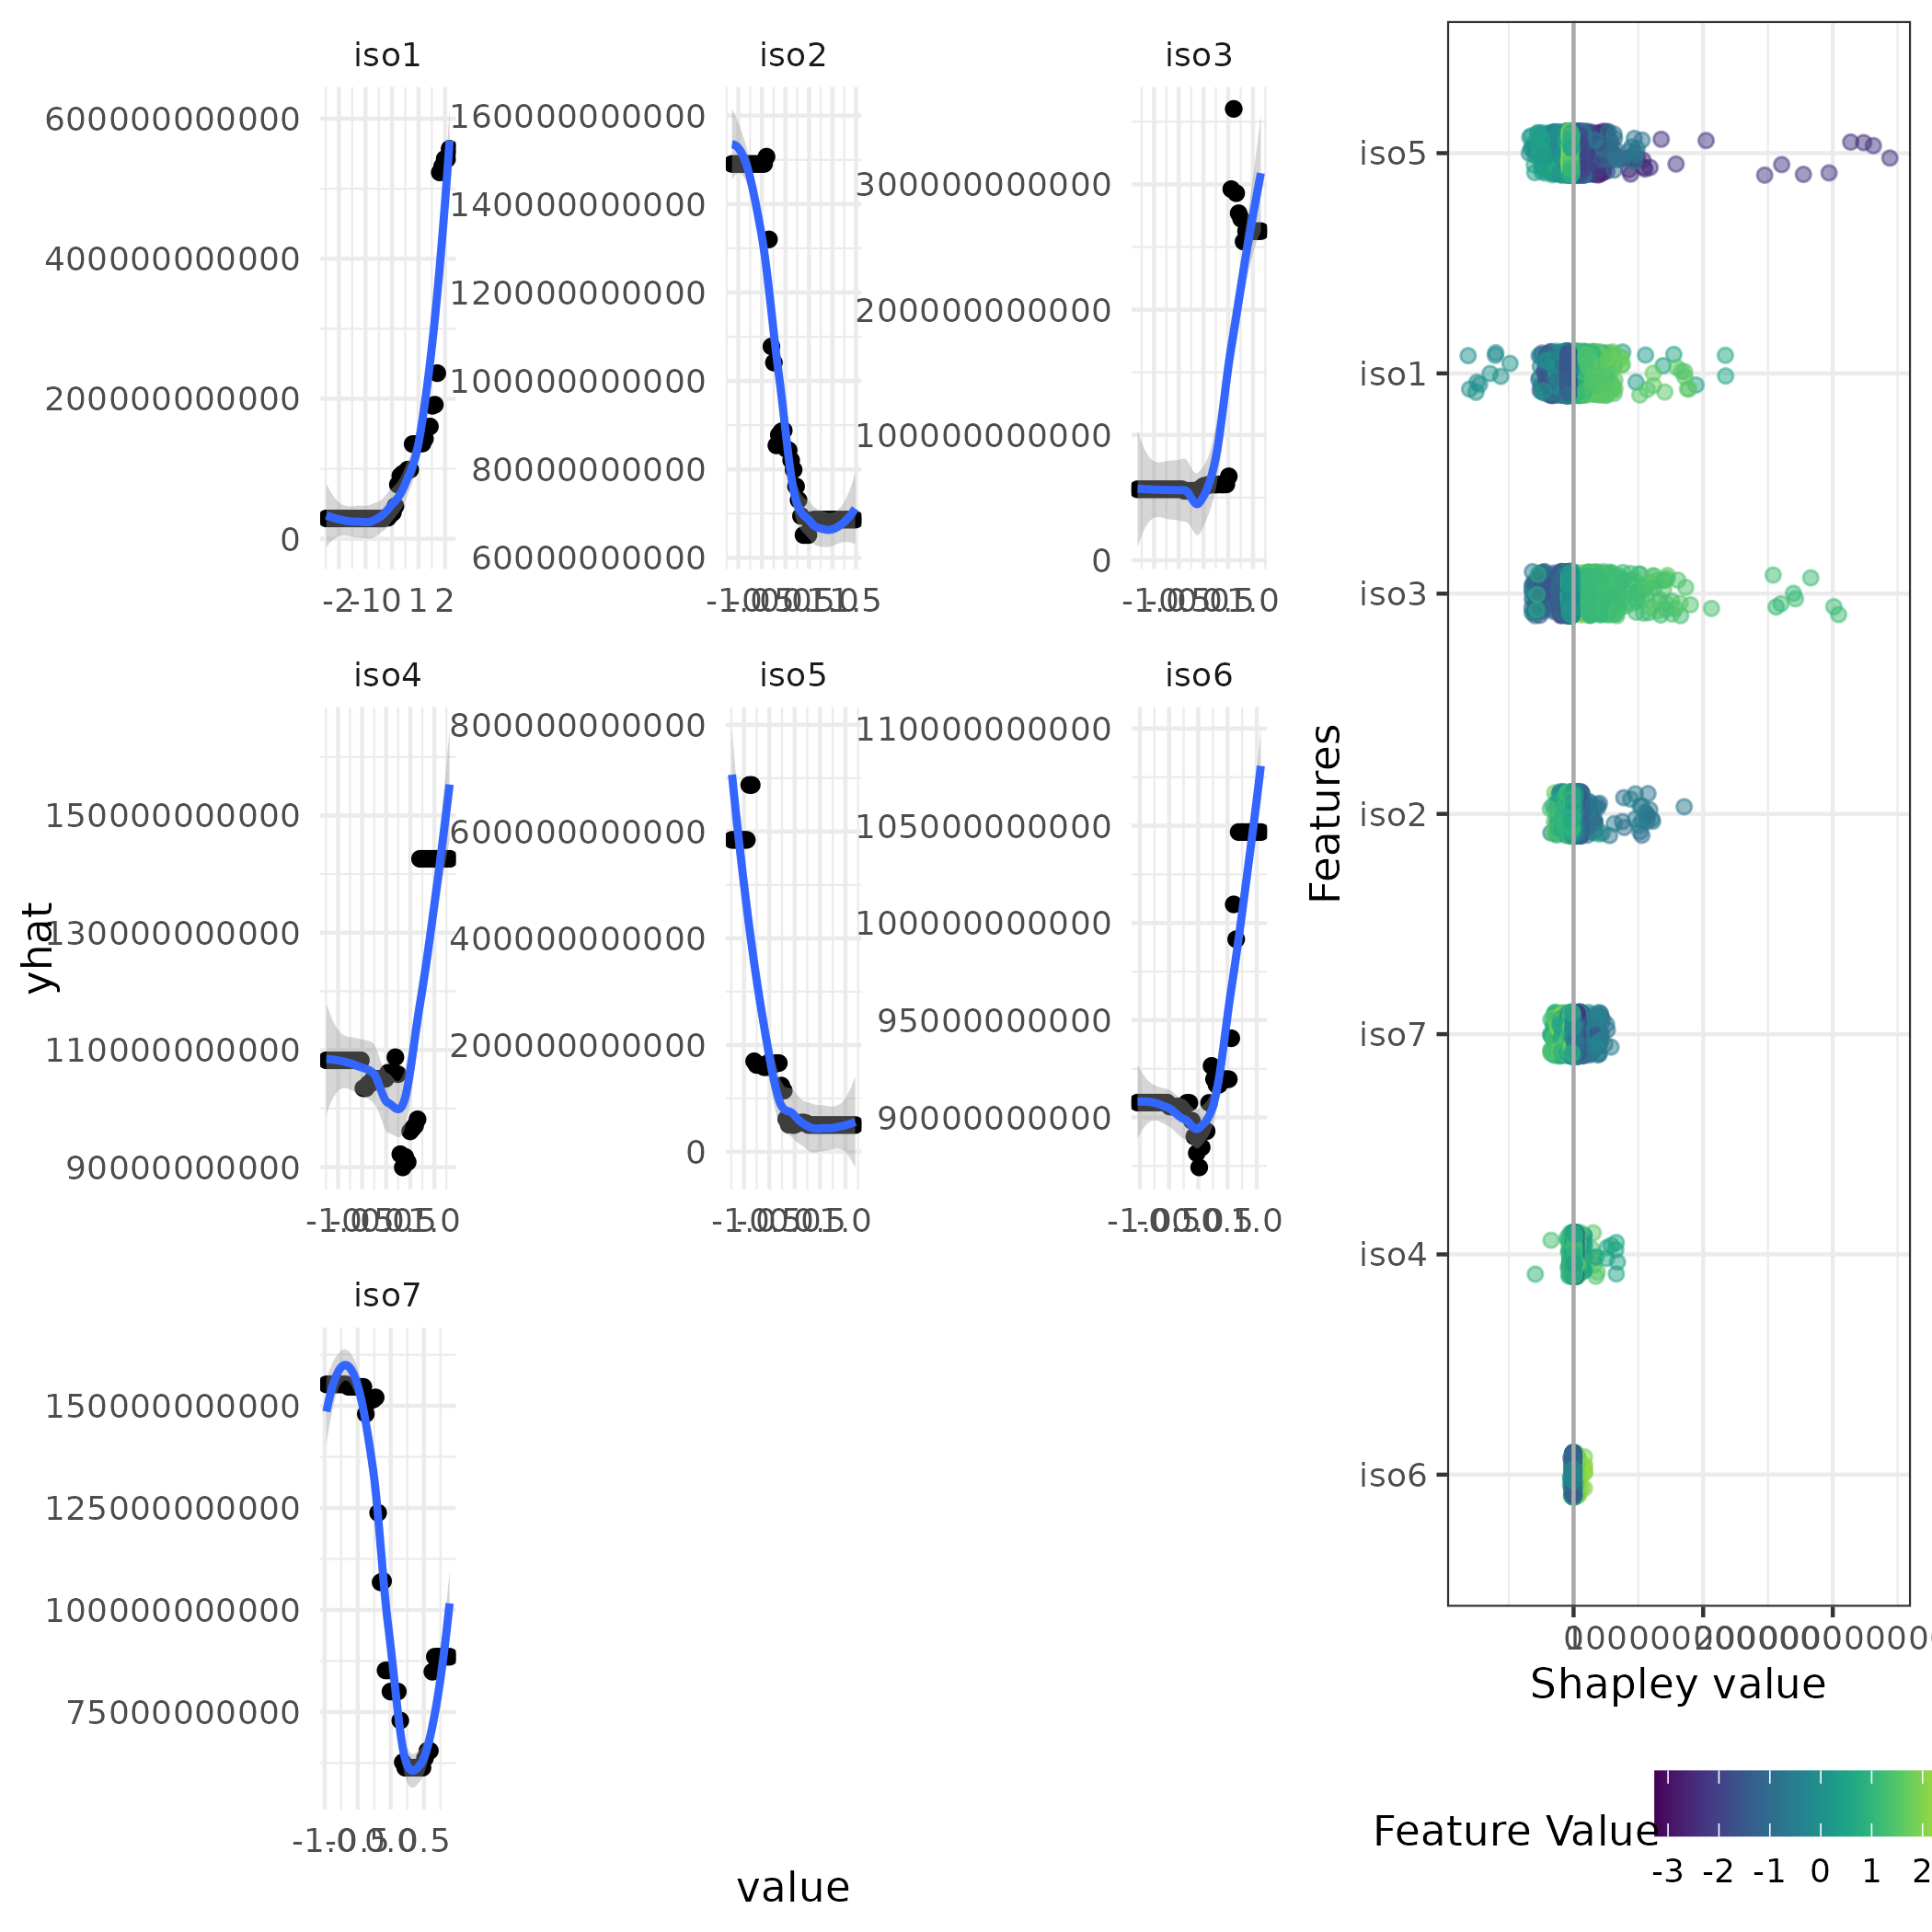 iso1
iso2
iso3
600000000000
400000000000
200000000000
0
160000000000
140000000000
120000000000
100000000000
80000000000
60000000000
300000000000
200000000000
100000000000
0
-2 -1 0 1 2
iso4
iso5
iso6
150000000000
130000000000
110000000000
90000000000
800000000000
600000000000
400000000000
200000000000
0
110000000000
105000000000
100000000000
95000000000
90000000000
iso7
150000000000
125000000000
100000000000
75000000000
yhat
value
Features
iso5
iso1
iso3
iso2
iso7
iso4
iso6
Shapley value
Feature Value
-3 -2 -1 0 1 2